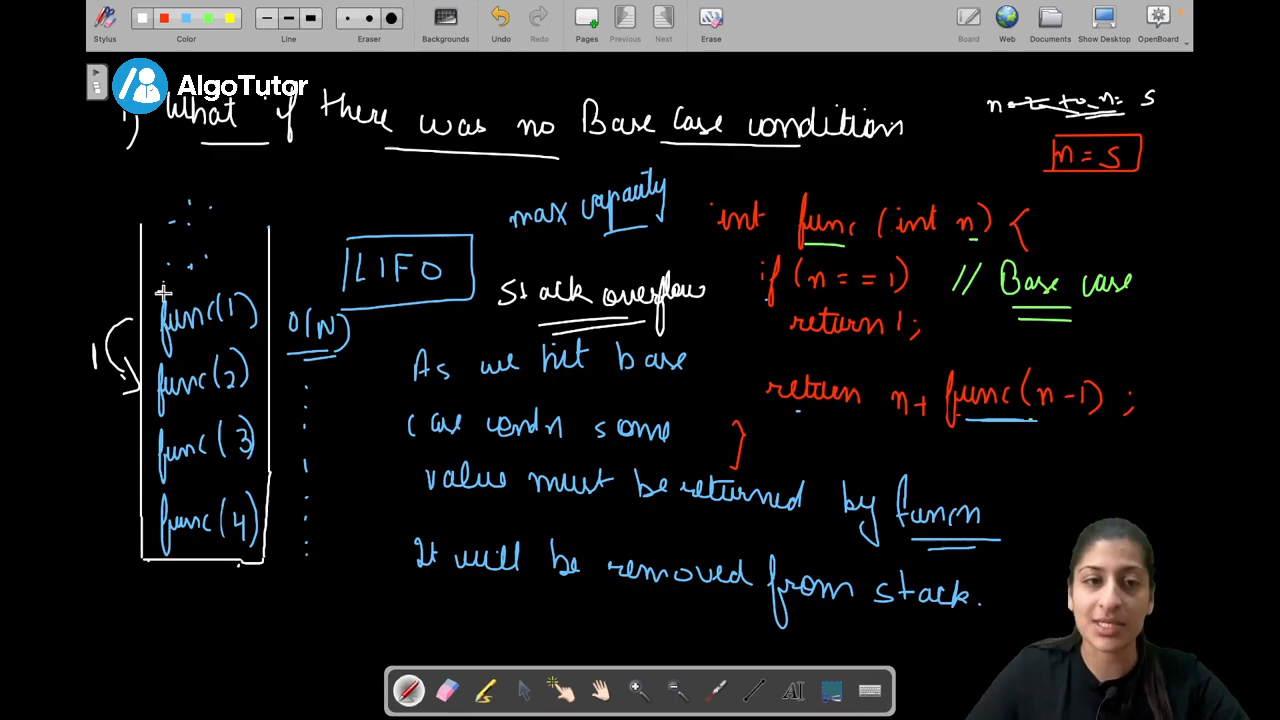 Stylus
Color
Line
Eraser
Backgrounds
Undo
Redo
Pages
Previous
Next
Erase
Board
Web
Documents
Show Desktop
OpenBoard
AlgoTutor
1) What if there was no Base case condition
n = 5
max capacity
LIFO
Stack overflow
func(1)
func(2)
func(3)
func(4)
1
O(N)
As we hit base
case condn some
value must be returned by funcn
It will be removed from stack.
int func (int n) {
if (n == 1) // Base case
return 1;
return n + func(n-1) ;
}